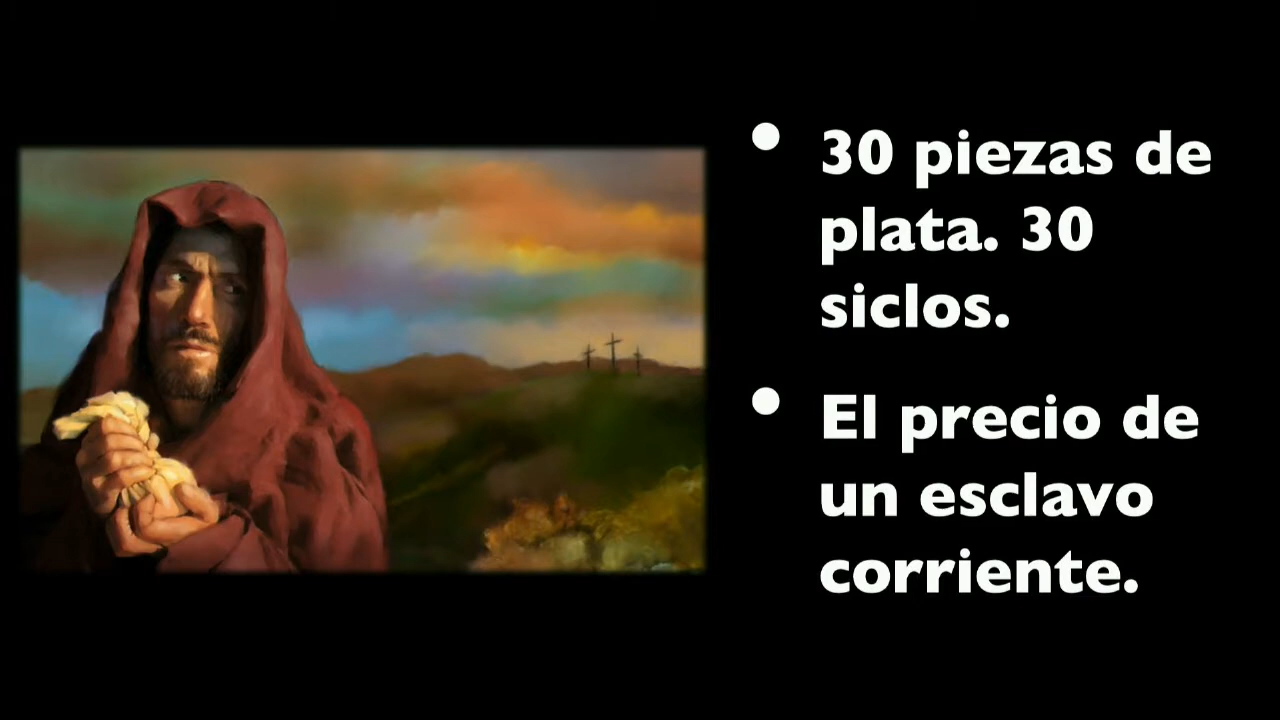 • 30 piezas de
plata. 30
siclos.
• El precio de
un esclavo
corriente.